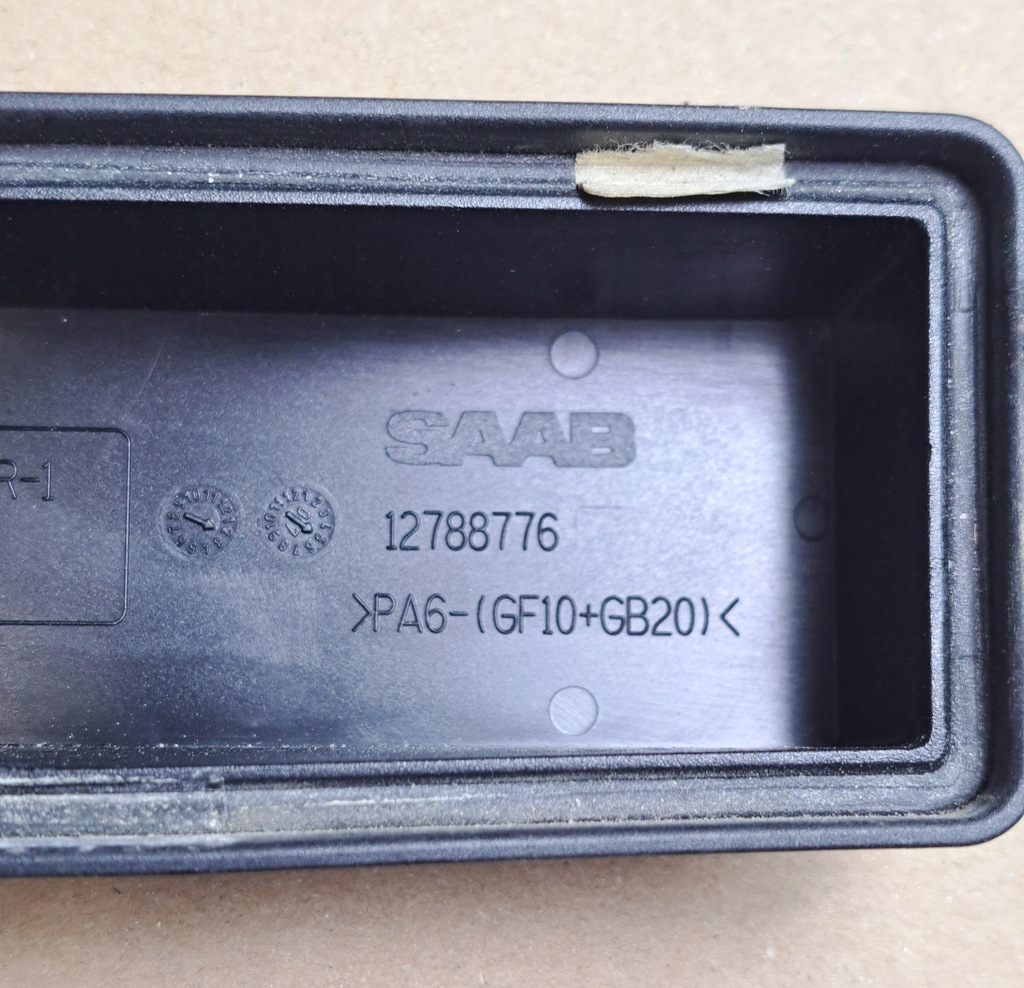 SAAB
R-1
12788776
>PA6-(GF10+GB20)<